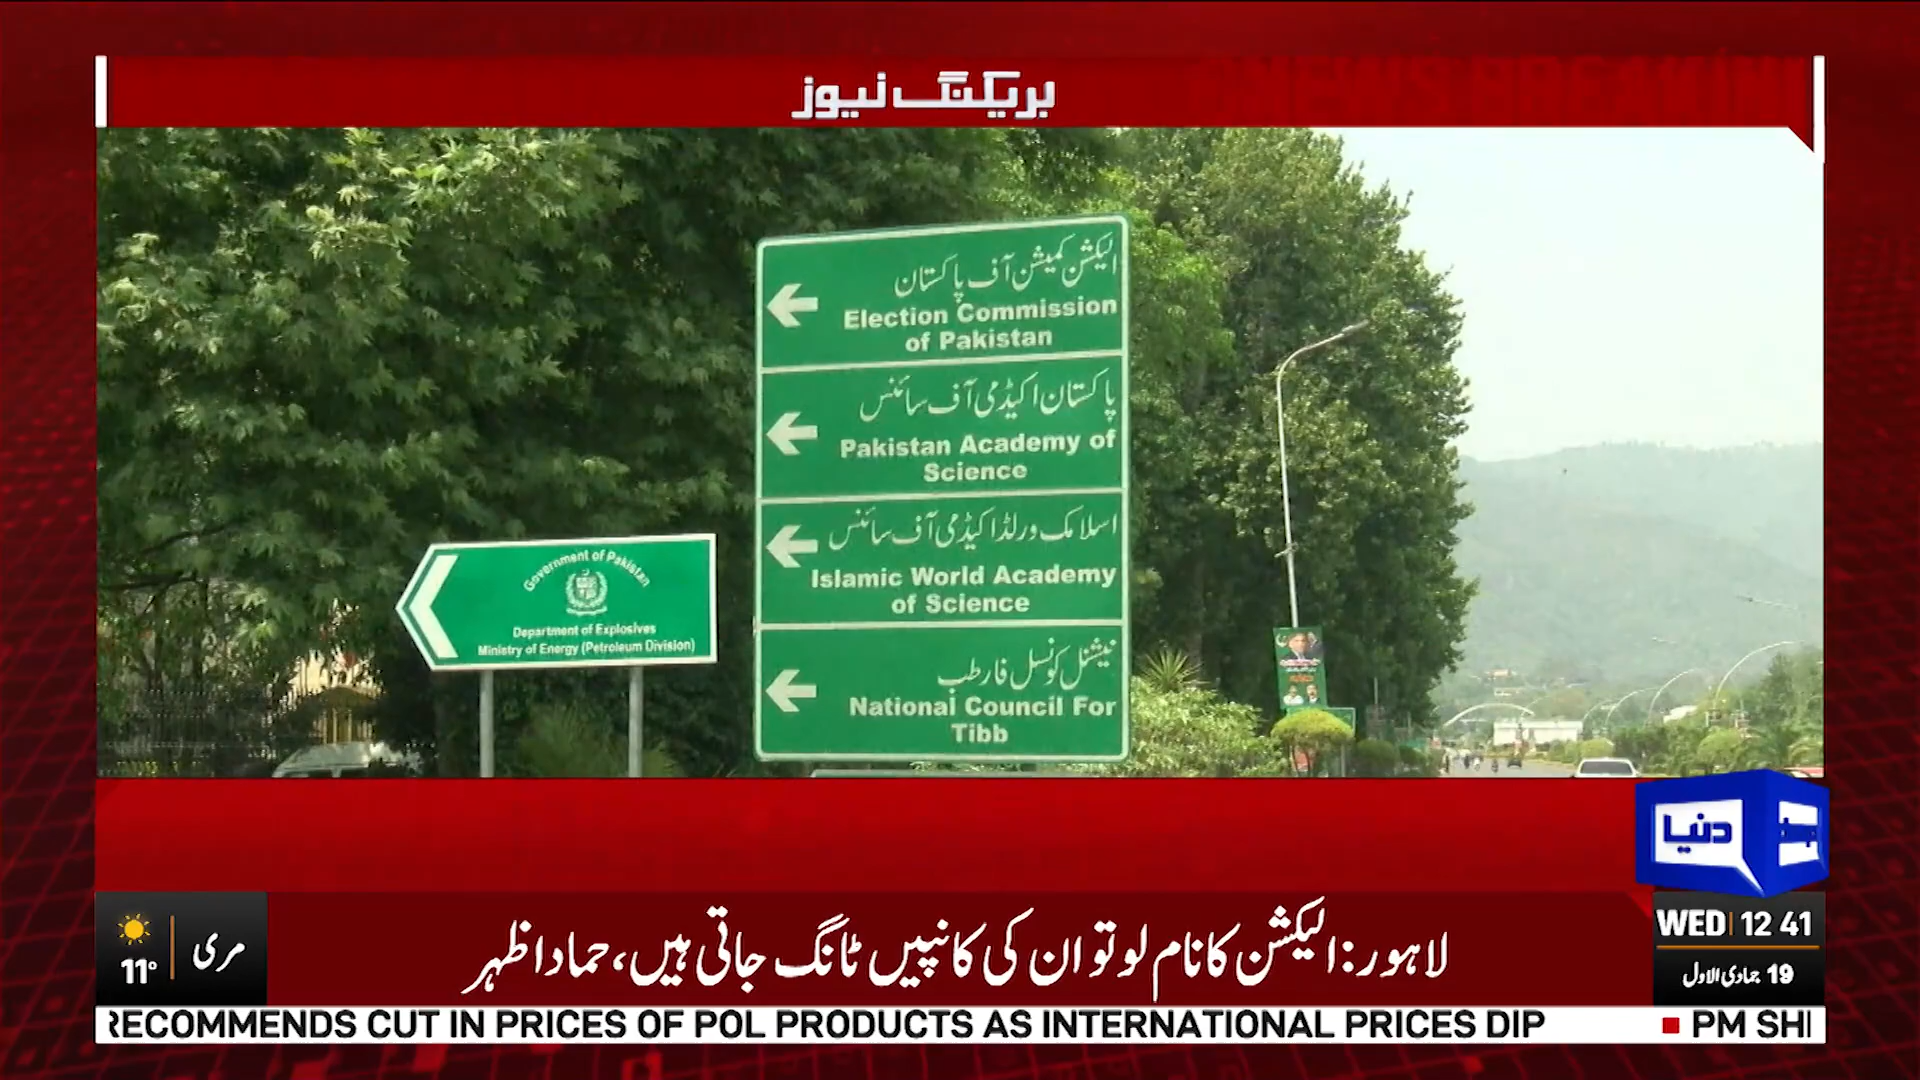 بریکنگ نیوز
الیکشن کمیشن آف پاکستان
Election Commission
of Pakistan
پاکستان اکیڈمی آف سائنس
Pakistan Academy of
Science
اسلامک ورلڈ اکیڈمی آف سائنس
Islamic World Academy
of Science
نیشنل کونسل فار طب
National Council For
Tibb
Government of Pakistan
Department of Explosives
Ministry of Energy (Petroleum Division)
دنیا
WED 12 41
19 جمادی الاول
لاہور: الیکشن کا نام لو تو ان کی کانپیں ٹانگ جاتی ہیں، حماد اظہر
مری
11°
RECOMMENDS CUT IN PRICES OF POL PRODUCTS AS INTERNATIONAL PRICES DIP
PM SHI